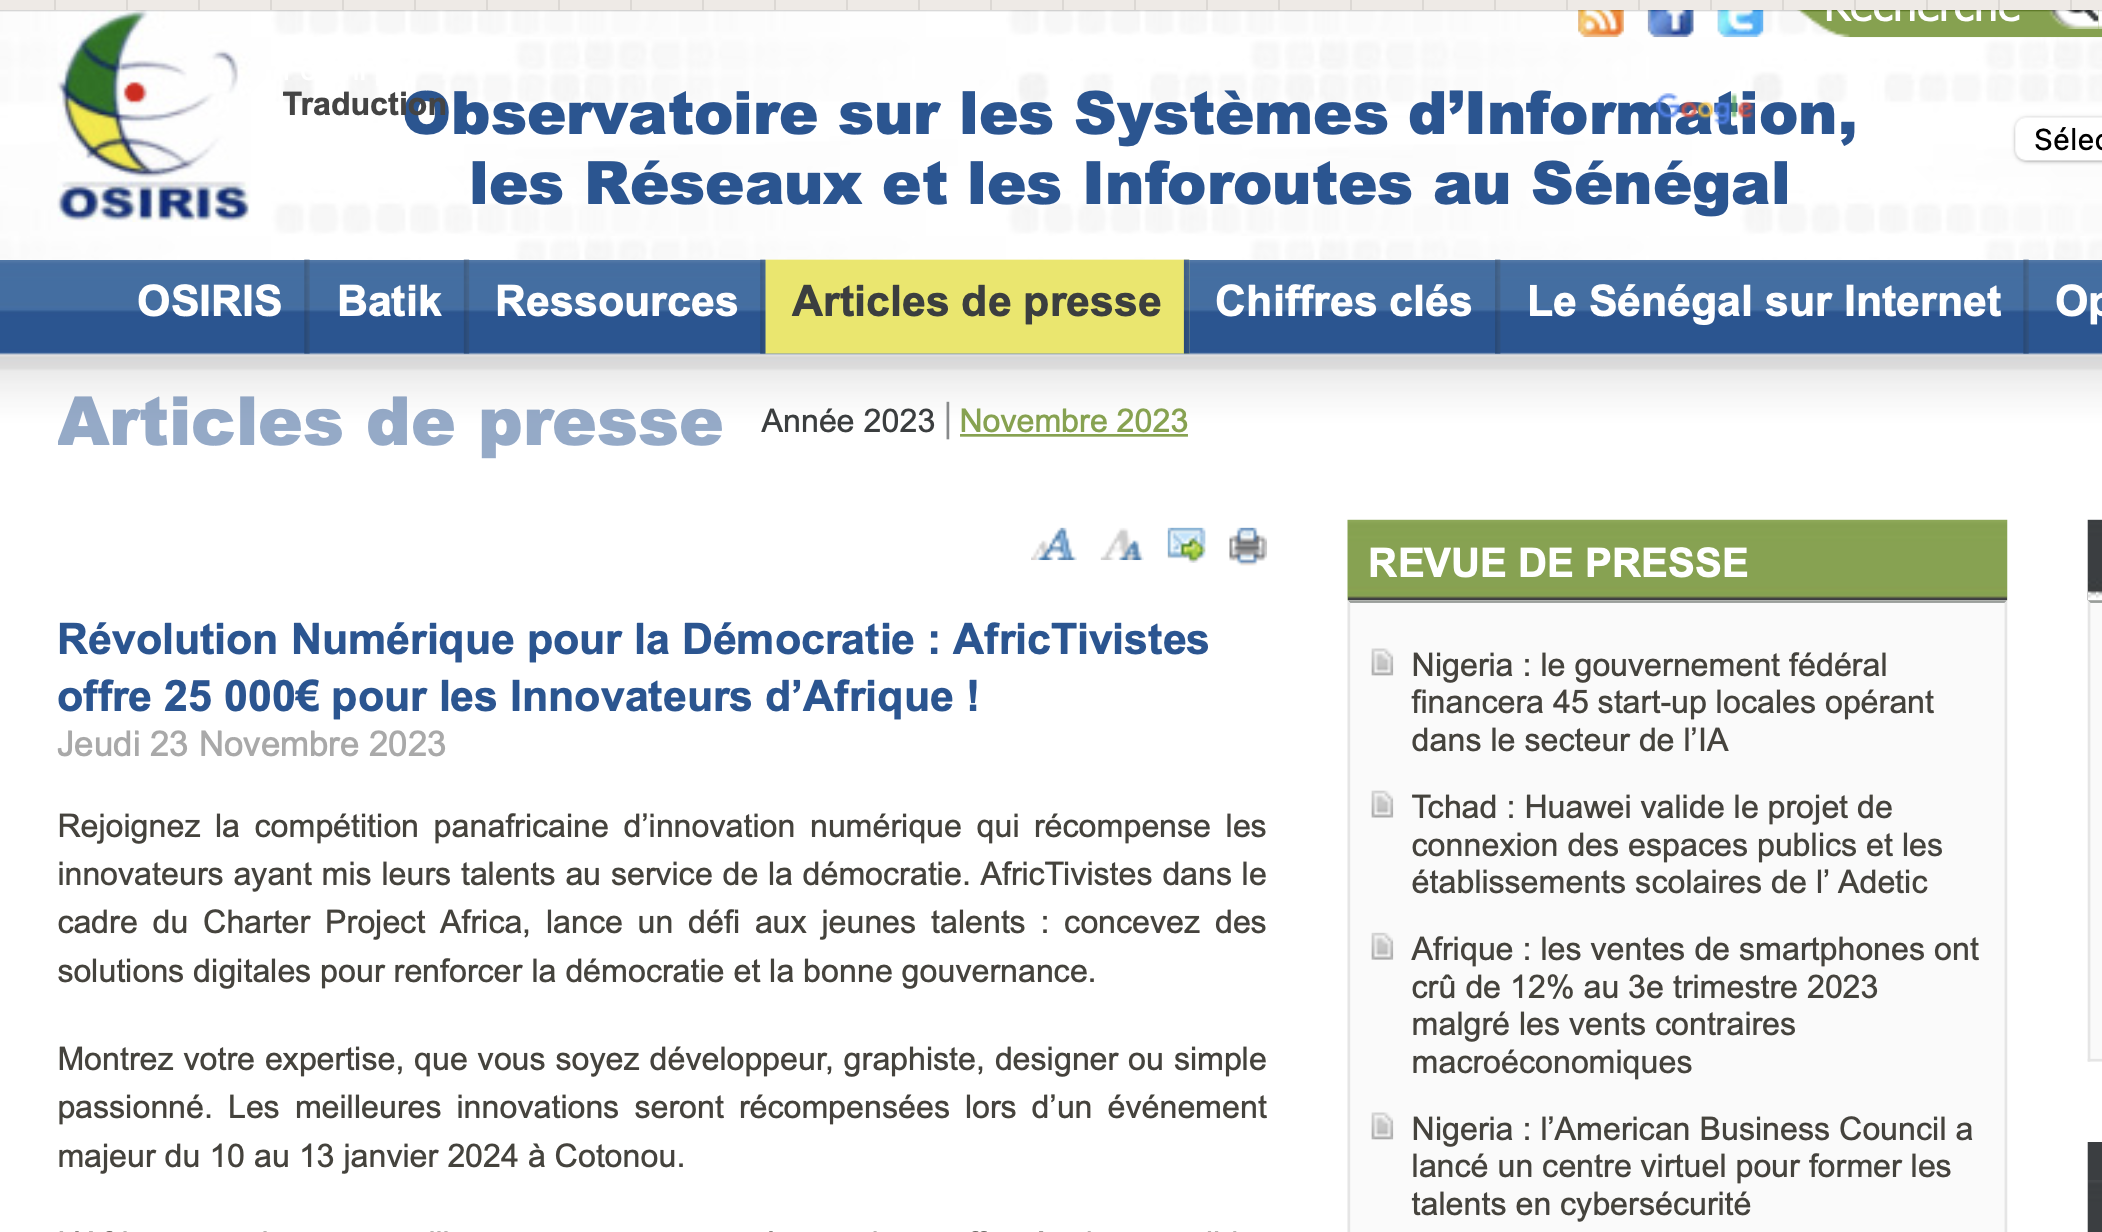 Recherche
OSIRIS
Traduction
Google
Observatoire sur les Systèmes d’Information,
les Réseaux et les Inforoutes au Sénégal
OSIRIS Batik Ressources Articles de presse Chiffres clés Le Sénégal sur Internet
Articles de presse Année 2023 | Novembre 2023
Révolution Numérique pour la Démocratie : AfricTivistes
offre 25 000€ pour les Innovateurs d’Afrique !
Jeudi 23 Novembre 2023
Rejoignez la compétition panafricaine d’innovation numérique qui récompense les
innovateurs ayant mis leurs talents au service de la démocratie. AfricTivistes dans le
cadre du Charter Project Africa, lance un défi aux jeunes talents : concevez des
solutions digitales pour renforcer la démocratie et la bonne gouvernance.
Montrez votre expertise, que vous soyez développeur, graphiste, designer ou simple
passionné. Les meilleures innovations seront récompensées lors d’un événement
majeur du 10 au 13 janvier 2024 à Cotonou.
REVUE DE PRESSE
Nigeria : le gouvernement fédéral
financera 45 start-up locales opérant
dans le secteur de l’IA
Tchad : Huawei valide le projet de
connexion des espaces publics et les
établissements scolaires de l’ Adetic
Afrique : les ventes de smartphones ont
crû de 12% au 3e trimestre 2023
malgré les vents contraires
macroéconomiques
Nigeria : l’American Business Council a
lancé un centre virtuel pour former les
talents en cybersécurité